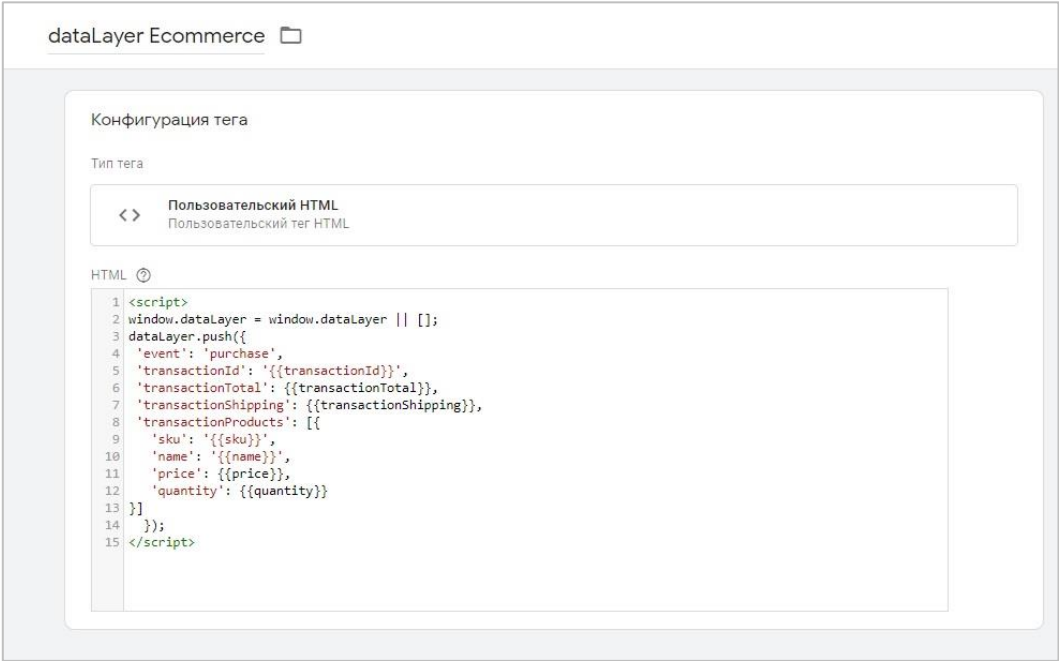 dataLayer Ecommerce
Конфигурация тега
Тип тега
Пользовательский HTML
Пользовательский тег HTML
HTML
1 <script>
2 window.dataLayer = window.dataLayer || [];
3 dataLayer.push({
4 'event': 'purchase',
5 'transactionId': '{{transactionId}}',
6 'transactionTotal': {{transactionTotal}},
7 'transactionShipping': {{transactionShipping}},
8 'transactionProducts': [{
9 'sku': '{{sku}}',
10 'name': '{{name}}',
11 'price': {{price}},
12 'quantity': {{quantity}}
13 }]
14 });
15 </script>